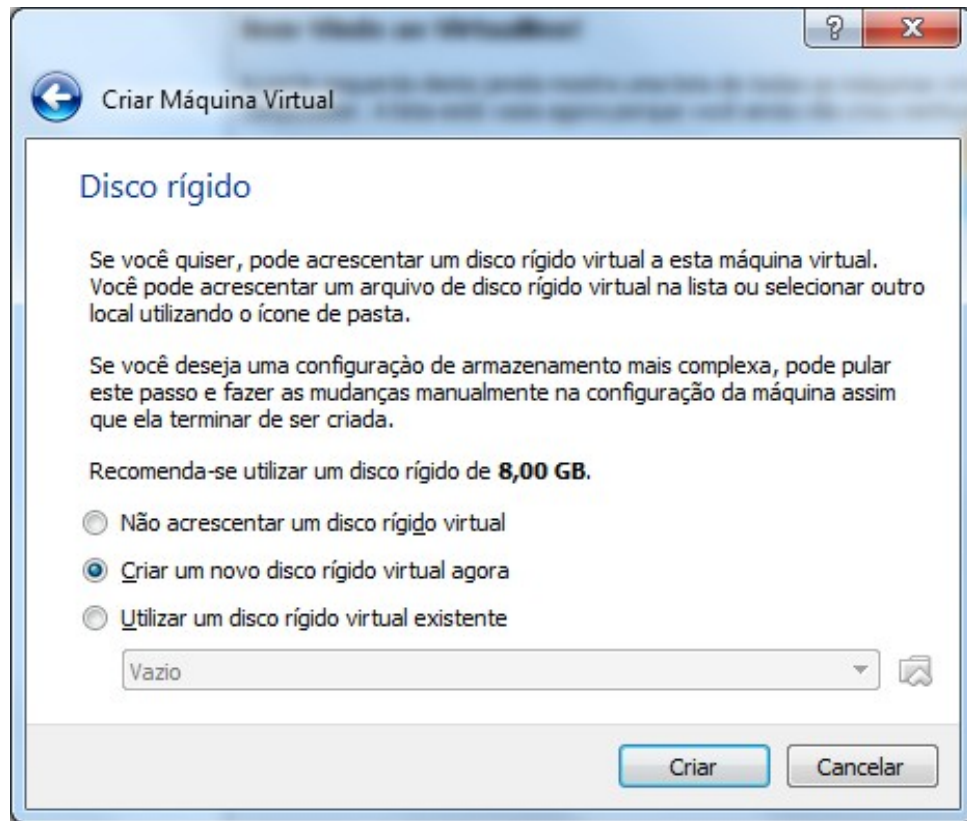 Criar Máquina Virtual
Disco rígido
Se você quiser, pode acrescentar um disco rígido virtual a esta máquina virtual.
Você pode acrescentar um arquivo de disco rígido virtual na lista ou selecionar outro
local utilizando o ícone de pasta.
Se você deseja uma configuraçào de armazenamento mais complexa, pode pular
este passo e fazer as mudanças manualmente na configuração da máquina assim
que ela terminar de ser criada.
Recomenda-se utilizar um disco rígido de 8,00 GB.
Não acrescentar um disco rígido virtual
Criar um novo disco rígido virtual agora
Utilizar um disco rígido virtual existente
Vazio
Criar
Cancelar